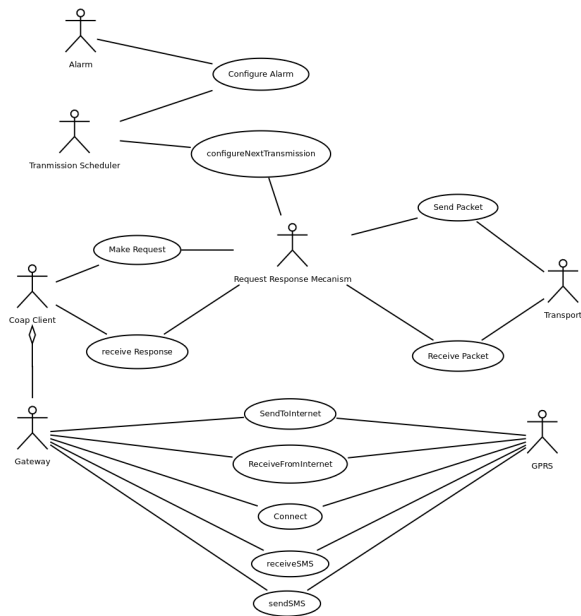 Alarm
Configure Alarm
Tranmission Scheduler
configureNextTransmission
Send Packet
Make Request
Request Response Mecanism
Coap Client
Transport
receive Response
Receive Packet
SendToInternet
Gateway
ReceiveFromInternet
GPRS
Connect
receiveSMS
sendSMS